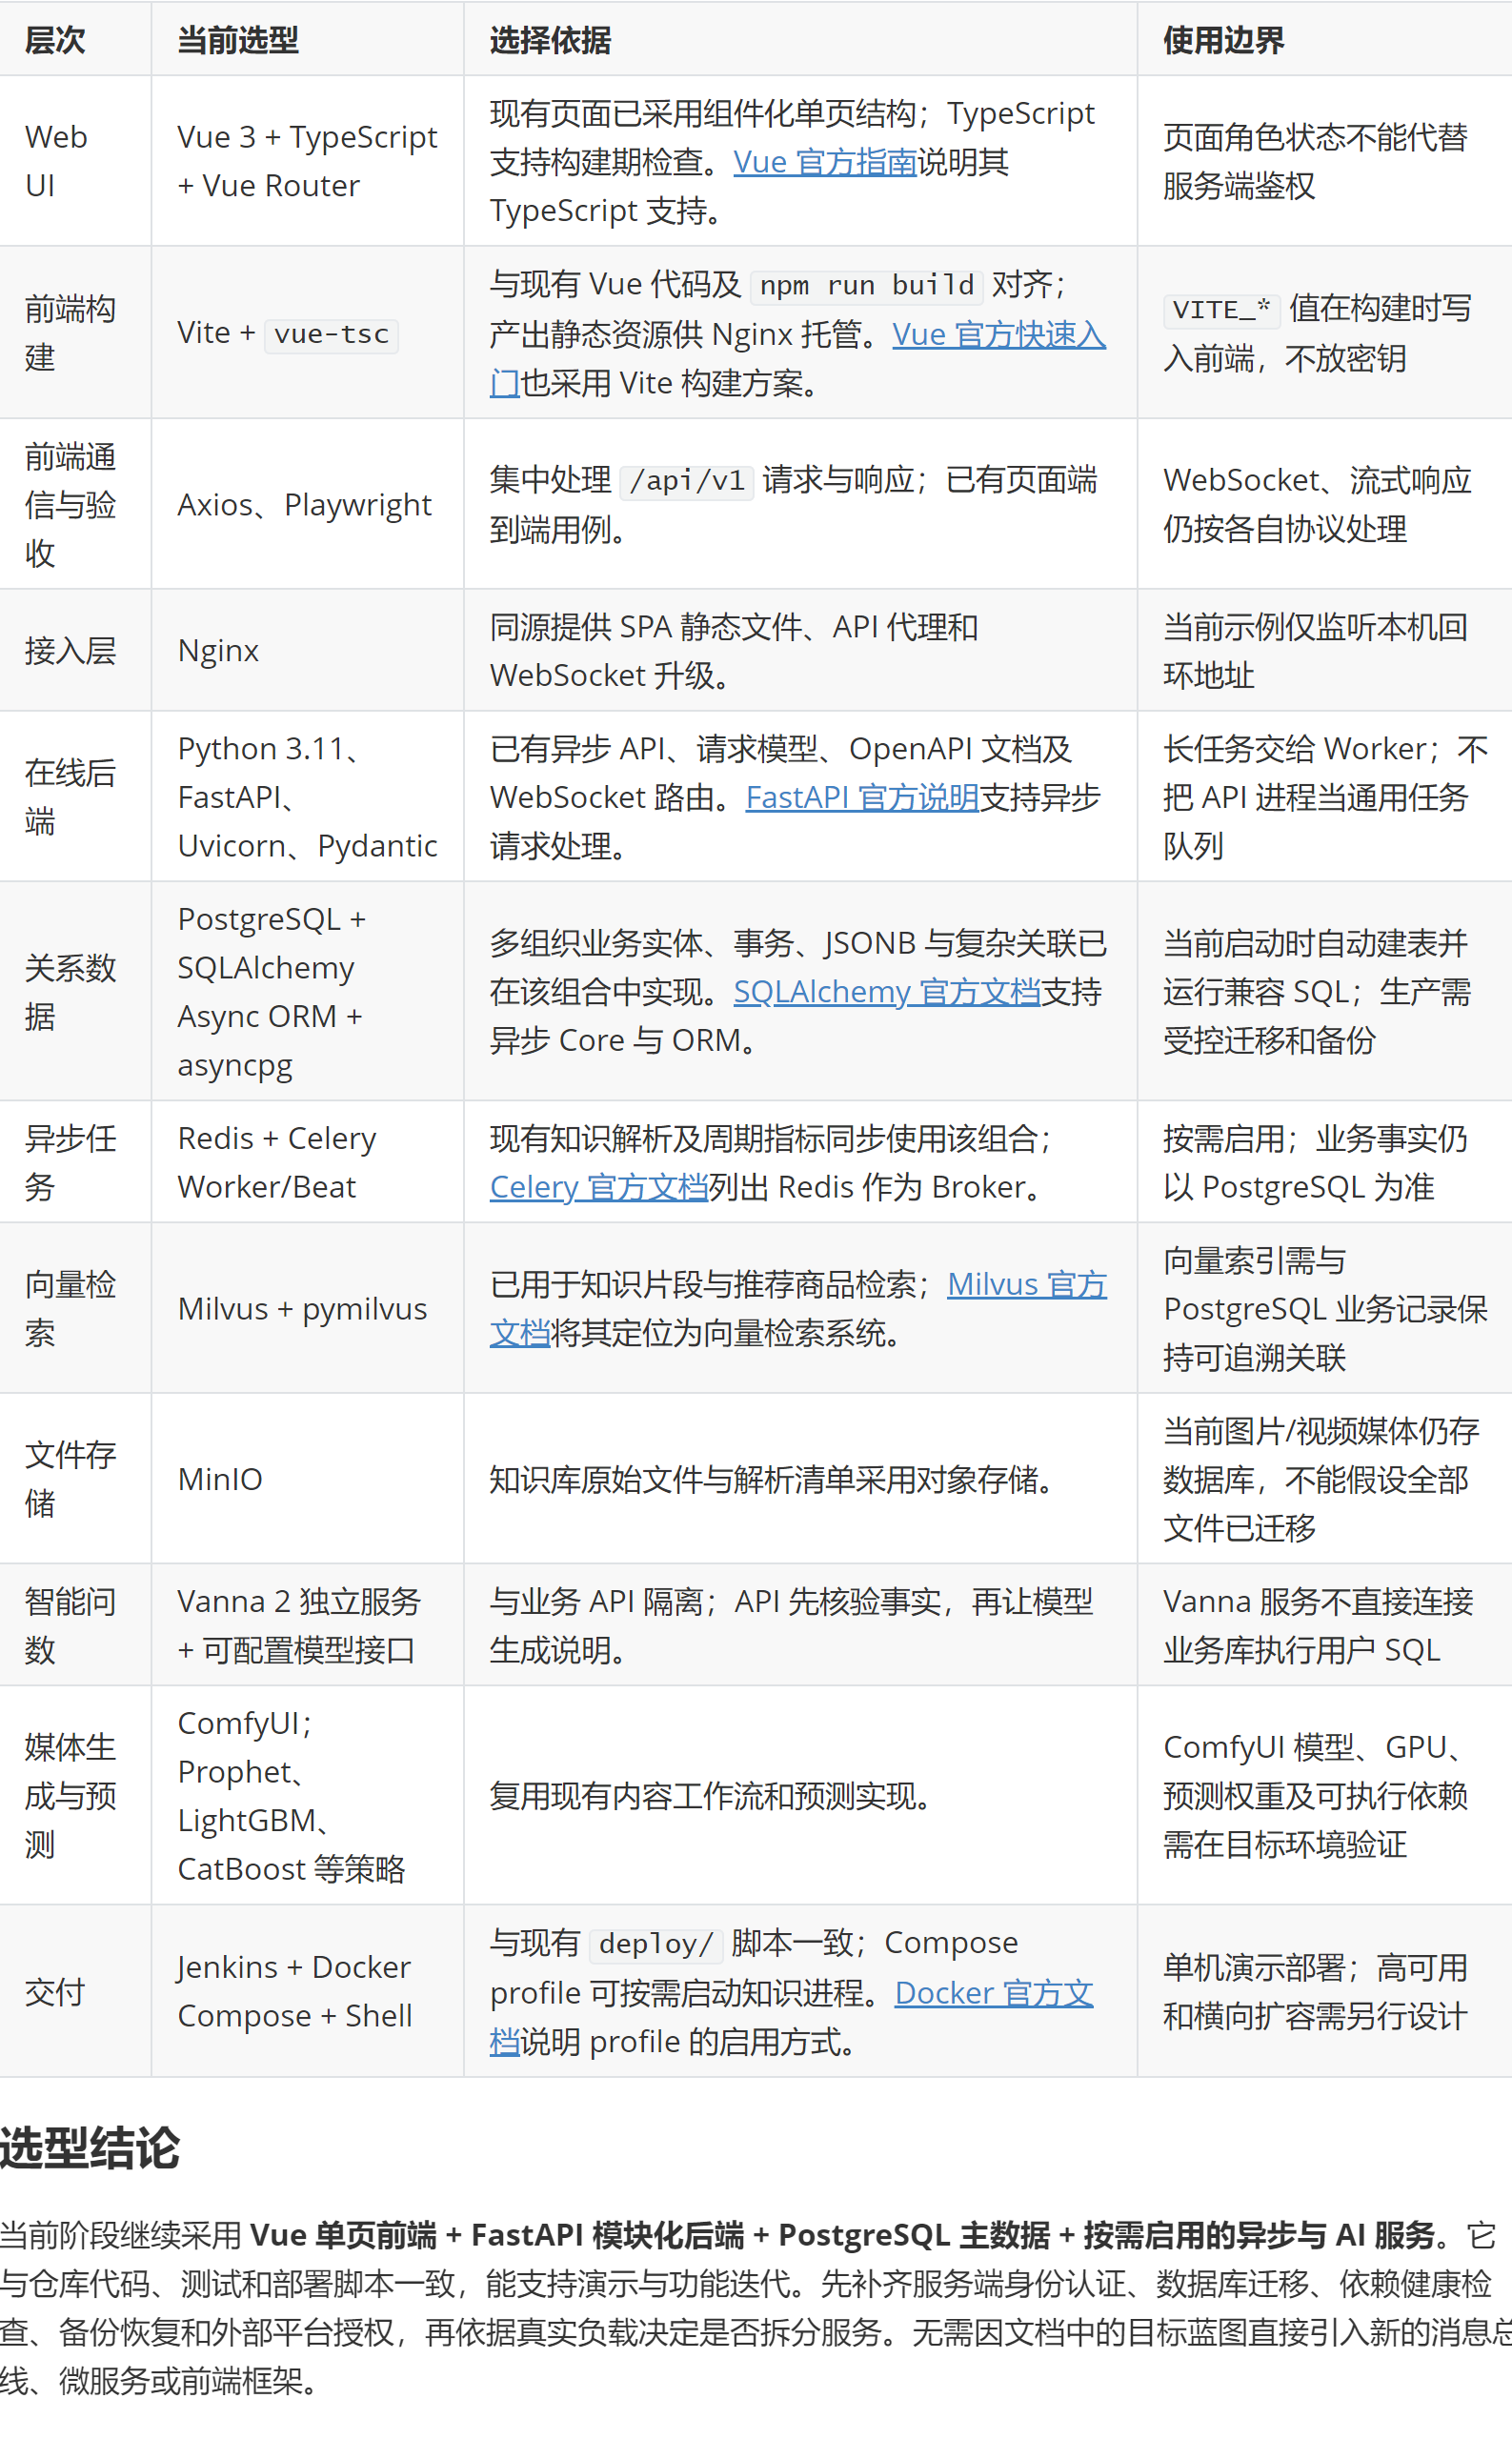 层次 当前选型 选择依据 使用边界
Web
UI
Vue 3 + TypeScript
+ Vue Router
现有页面已采用组件化单页结构；TypeScript
支持构建期检查。Vue 官方指南说明其
TypeScript 支持。
页面角色状态不能代替
服务端鉴权
前端构
建
Vite + vue-tsc
与现有 Vue 代码及 npm run build 对齐；
产出静态资源供 Nginx 托管。Vue 官方快速入
门也采用 Vite 构建方案。
VITE_* 值在构建时写
入前端，不放密钥
前端通
信与验
收
Axios、Playwright
集中处理 /api/v1 请求与响应；已有页面端
到端用例。
WebSocket、流式响应
仍按各自协议处理
接入层
Nginx
同源提供 SPA 静态文件、API 代理和
WebSocket 升级。
当前示例仅监听本机回
环地址
在线后
端
Python 3.11、
FastAPI、
Uvicorn、Pydantic
已有异步 API、请求模型、OpenAPI 文档及
WebSocket 路由。FastAPI 官方说明支持异步
请求处理。
长任务交给 Worker；不
把 API 进程当通用任务
队列
关系数
据
PostgreSQL +
SQLAlchemy
Async ORM +
asyncpg
多组织业务实体、事务、JSONB 与复杂关联已
在该组合中实现。SQLAlchemy 官方文档支持
异步 Core 与 ORM。
当前启动时自动建表并
运行兼容 SQL；生产需
受控迁移和备份
异步任
务
Redis + Celery
Worker/Beat
现有知识解析及周期指标同步使用该组合；
Celery 官方文档列出 Redis 作为 Broker。
按需启用；业务事实仍
以 PostgreSQL 为准
向量检
索
Milvus + pymilvus
已用于知识片段与推荐商品检索；Milvus 官方
文档将其定位为向量检索系统。
向量索引需与
PostgreSQL 业务记录保
持可追溯关联
文件存
储
MinIO
知识库原始文件与解析清单采用对象存储。
当前图片/视频媒体仍存
数据库，不能假设全部
文件已迁移
智能问
数
Vanna 2 独立服务
+ 可配置模型接口
与业务 API 隔离；API 先核验事实，再让模型
生成说明。
Vanna 服务不直接连接
业务库执行用户 SQL
媒体生
成与预
测
ComfyUI；
Prophet、
LightGBM、
CatBoost 等策略
复用现有内容工作流和预测实现。
ComfyUI 模型、GPU、
预测权重及可执行依赖
需在目标环境验证
交付
Jenkins + Docker
Compose + Shell
与现有 deploy/ 脚本一致；Compose
profile 可按需启动知识进程。Docker 官方文
档说明 profile 的启用方式。
单机演示部署；高可用
和横向扩容需另行设计
选型结论
当前阶段继续采用 Vue 单页前端 + FastAPI 模块化后端 + PostgreSQL 主数据 + 按需启用的异步与 AI 服务。它
与仓库代码、测试和部署脚本一致，能支持演示与功能迭代。先补齐服务端身份认证、数据库迁移、依赖健康检
查、备份恢复和外部平台授权，再依据真实负载决定是否拆分服务。无需因文档中的目标蓝图直接引入新的消息总
线、微服务或前端框架。